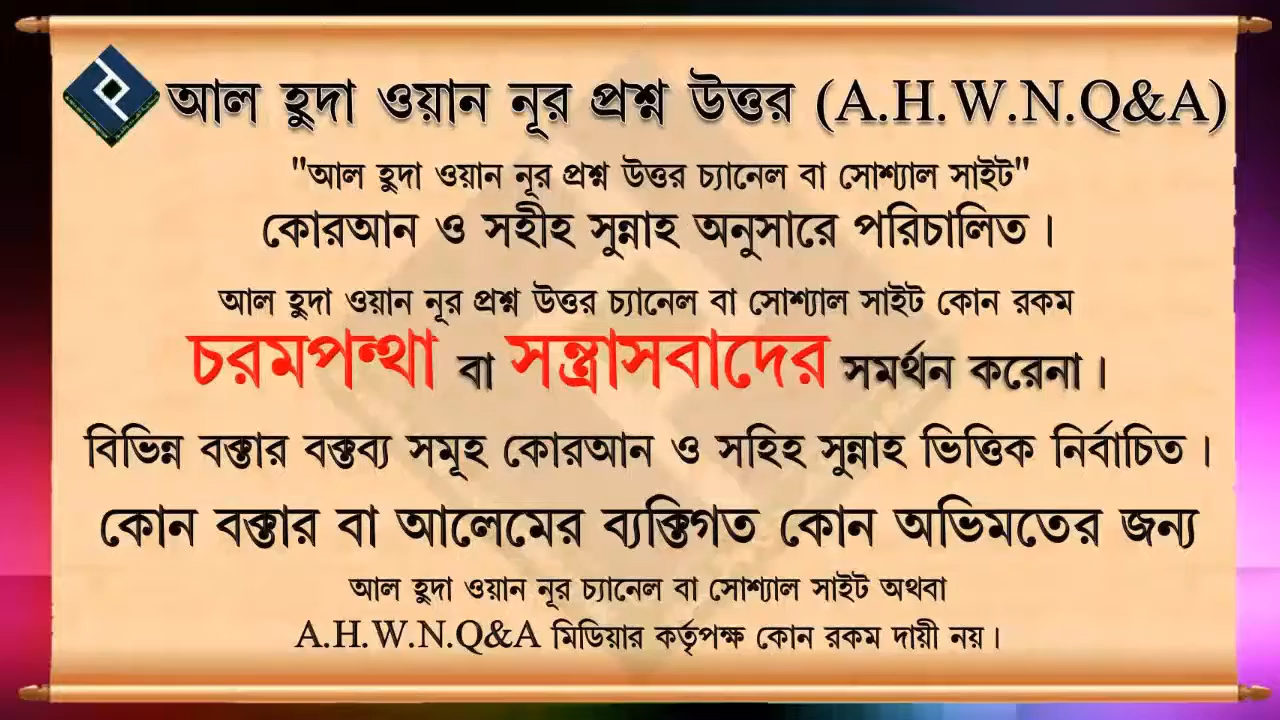 আল হুদা ওয়ান নূর প্রশ্ন উত্তর (A.H.W.N.Q&A)
"আল হুদা ওয়ান নূর প্রশ্ন উত্তর চ্যানেল বা সোশ্যাল সাইট"
কোরআন ও সহীহ সুন্নাহ অনুসারে পরিচালিত।
আল হুদা ওয়ান নূর প্রশ্ন উত্তর চ্যানেল বা সোশ্যাল সাইট কোন রকম
চরমপন্থা বা সন্ত্রাসবাদের সমর্থন করেনা।
বিভিন্ন বক্তার বক্তব্য সমূহ কোরআন ও সহিহ সুন্নাহ ভিত্তিক নির্বাচিত।
কোন বক্তার বা আলেমের ব্যক্তিগত কোন অভিমতের জন্য
আল হুদা ওয়ান নূর চ্যানেল বা সোশ্যাল সাইট অথবা
A.H.W.N.Q&A মিডিয়ার কর্তৃপক্ষ কোন রকম দায়ী নয়।